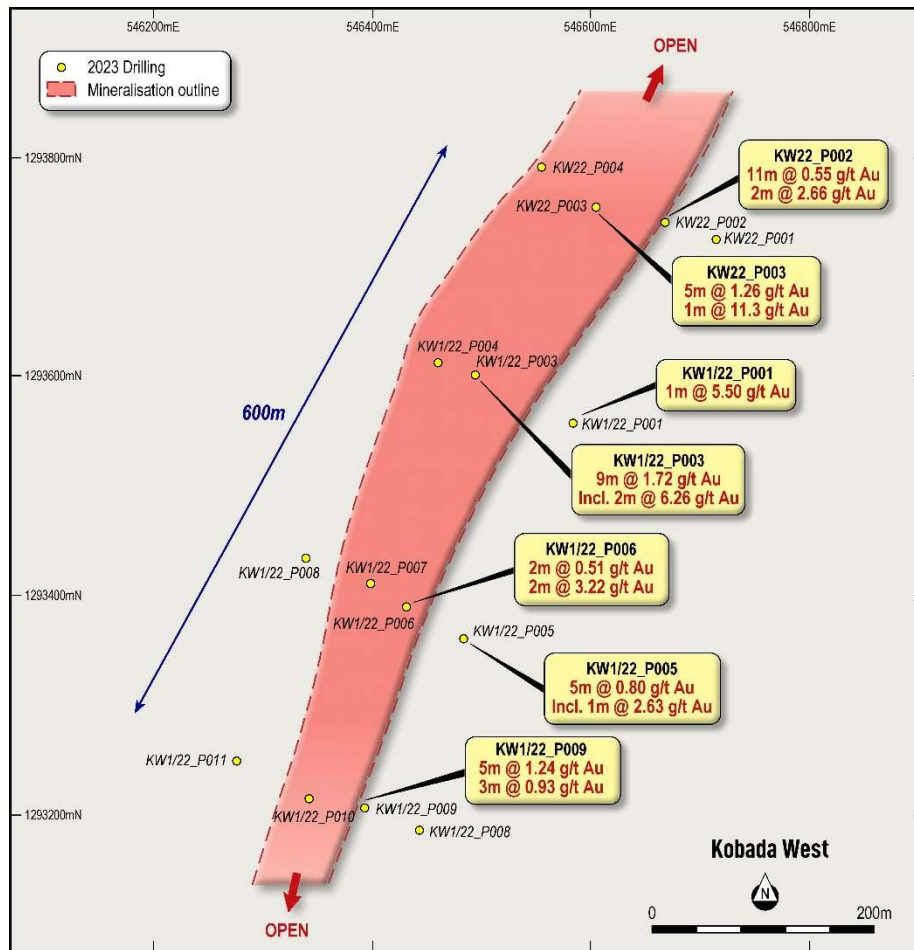 546200mE
546400mE
546600mE
546800mE
OPEN
2023 Drilling
Mineralisation outline
1293800mN
KW22_P004
KW22_P002
11m @ 0.55 g/t Au
2m @ 2.66 g/t Au
KW22_P003
KW22_P002
KW22_P001
KW22_P003
5m @ 1.26 g/t Au
1m @ 11.3 g/t Au
KW1/22_P004
KW1/22_P003
1293600mN
KW1/22_P001
1m @ 5.50 g/t Au
600m
KW1/22_P001
KW1/22_P003
9m @ 1.72 g/t Au
Incl. 2m @ 6.26 g/t Au
KW1/22_P008
KW1/22_P007
KW1/22_P006
2m @ 0.51 g/t Au
2m @ 3.22 g/t Au
1293400mN
KW1/22_P006
KW1/22_P005
KW1/22_P005
5m @ 0.80 g/t Au
Incl. 1m @ 2.63 g/t Au
KW1/22_P011
KW1/22_P009
5m @ 1.24 g/t Au
3m @ 0.93 g/t Au
1293200mN
KW1/22_P010
KW1/22_P009
KW1/22_P008
Kobada West
N
0
200m
OPEN